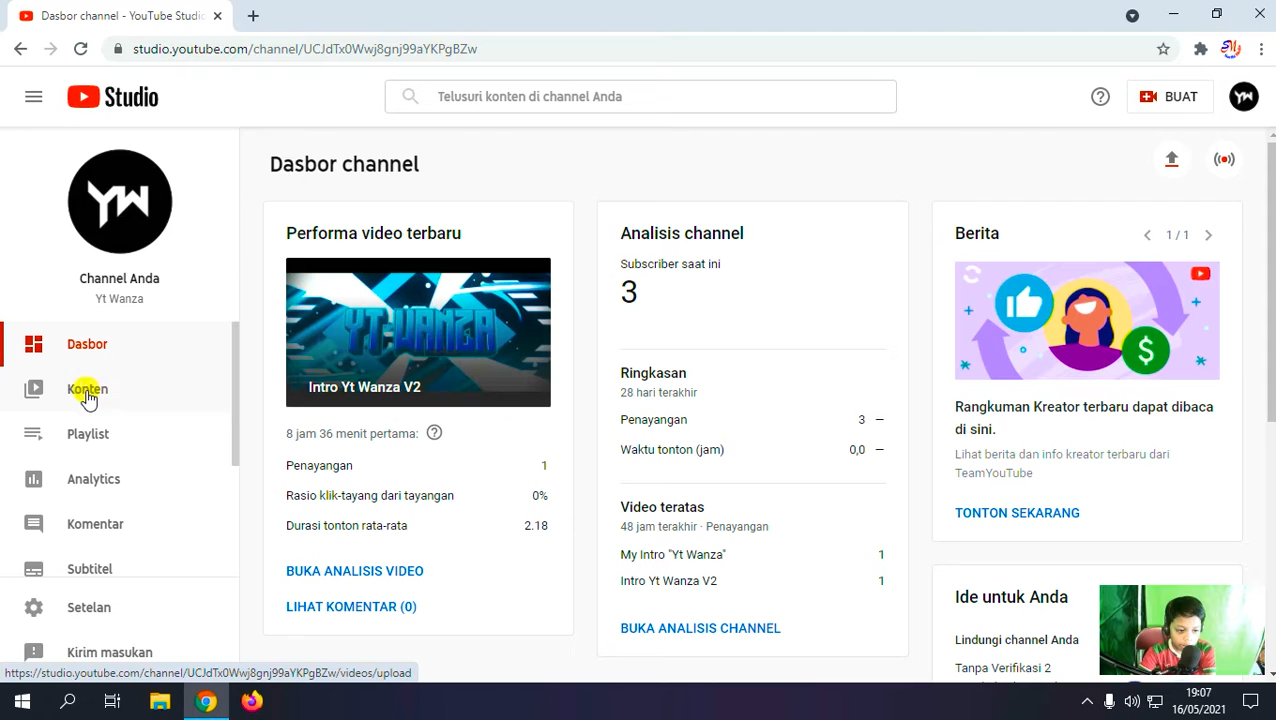 Dasbor channel - YouTube Studio
studio.youtube.com/channel/UCJdTx0Wwj8gnj99aYKPgBZw
Studio
Telusuri konten di channel Anda
BUAT
YW
YW
Channel Anda
Yt Wanza
Dasbor
Konten
Playlist
Analytics
Komentar
Subtitel
Setelan
Kirim masukan
Dasbor channel
Performa video terbaru
YT WANZA
Intro Yt Wanza V2
8 jam 36 menit pertama:
Penayangan 1
Rasio klik-tayang dari tayangan 0%
Durasi tonton rata-rata 2.18
BUKA ANALISIS VIDEO
LIHAT KOMENTAR (0)
Analisis channel
Subscriber saat ini
3
Ringkasan
28 hari terakhir
Penayangan 3 —
Waktu tonton (jam) 0,0 —
Video teratas
48 jam terakhir · Penayangan
My Intro "Yt Wanza" 1
Intro Yt Wanza V2 1
BUKA ANALISIS CHANNEL
Berita
1 / 1
Rangkuman Kreator terbaru dapat dibaca
di sini.
Lihat berita dan info kreator terbaru dari
TeamYouTube
TONTON SEKARANG
Ide untuk Anda
Lindungi channel Anda
Tanpa Verifikasi 2
https://studio.youtube.com/channel/UCJdTx0Wwj8gnj99aYKPgBZw/videos/upload
19:07
16/05/2021